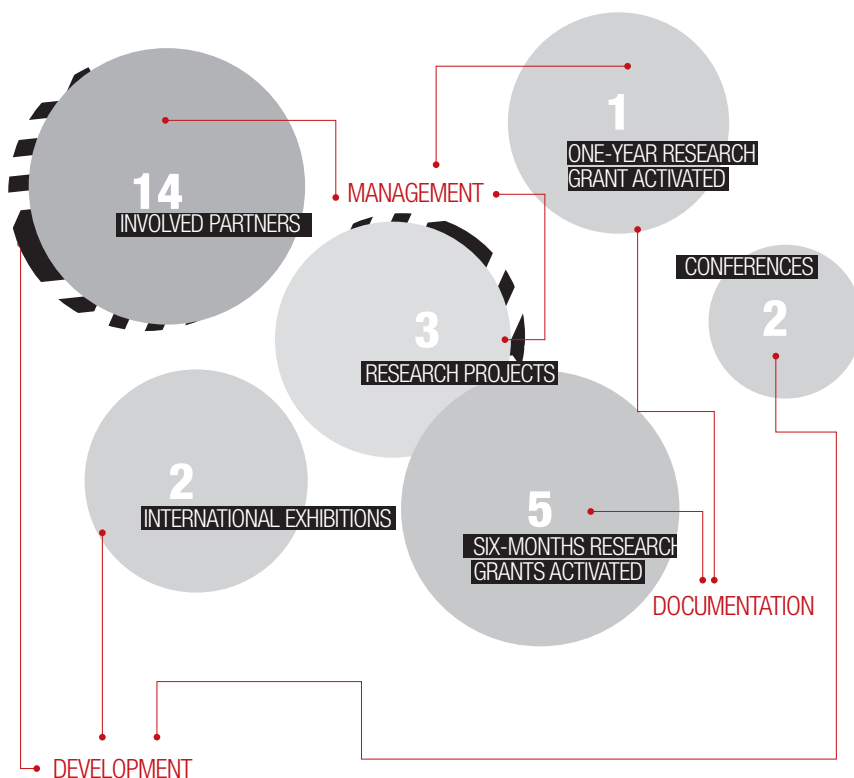 1
ONE-YEAR RESEARCH
GRANT ACTIVATED
14
INVOLVED PARTNERS
MANAGEMENT
CONFERENCES
2
3
RESEARCH PROJECTS
2
INTERNATIONAL EXHIBITIONS
5
SIX-MONTHS RESEARCH
GRANTS ACTIVATED
DOCUMENTATION
DEVELOPMENT